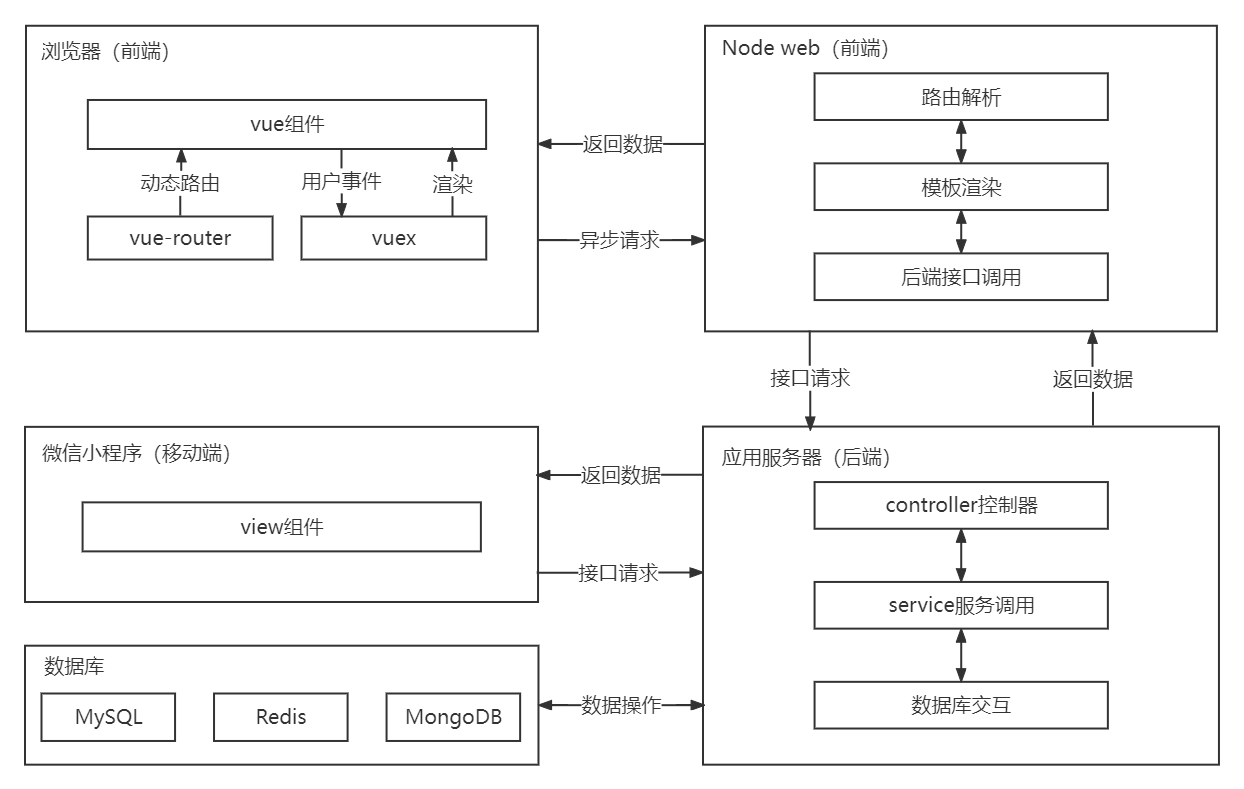 浏览器（前端）
vue组件
动态路由
用户事件
渲染
vue-router
vuex
返回数据
异步请求
Node web（前端）
路由解析
模板渲染
后端接口调用
接口请求
返回数据
微信小程序（移动端）
view组件
返回数据
接口请求
应用服务器（后端）
controller控制器
service服务调用
数据库交互
数据库
MySQL
Redis
MongoDB
数据操作